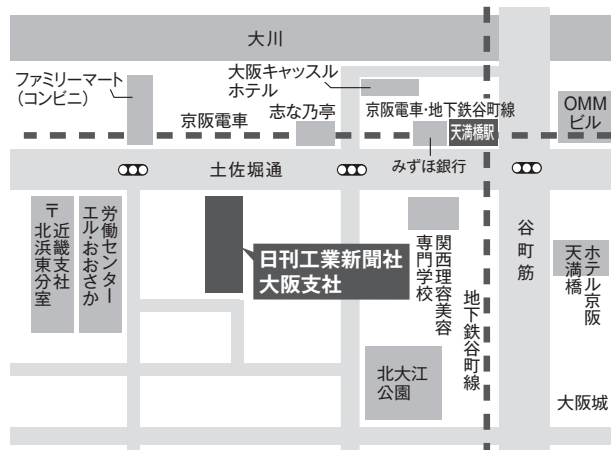 大川
ファミリーマート
(コンビニ)
大阪キャッスル
ホテル
京阪電車
志な乃亭
京阪電車・地下鉄谷町線
天満橋駅
OMM
ビル
みずほ銀行
土佐堀通
〒
近畿支社
北浜東分室
労働センター
エル・おおさか
日刊工業新聞社
大阪支社
関西理容美容
専門学校
地下鉄谷町線
谷町筋
ホテル京阪
天満橋
北大江
公園
大阪城